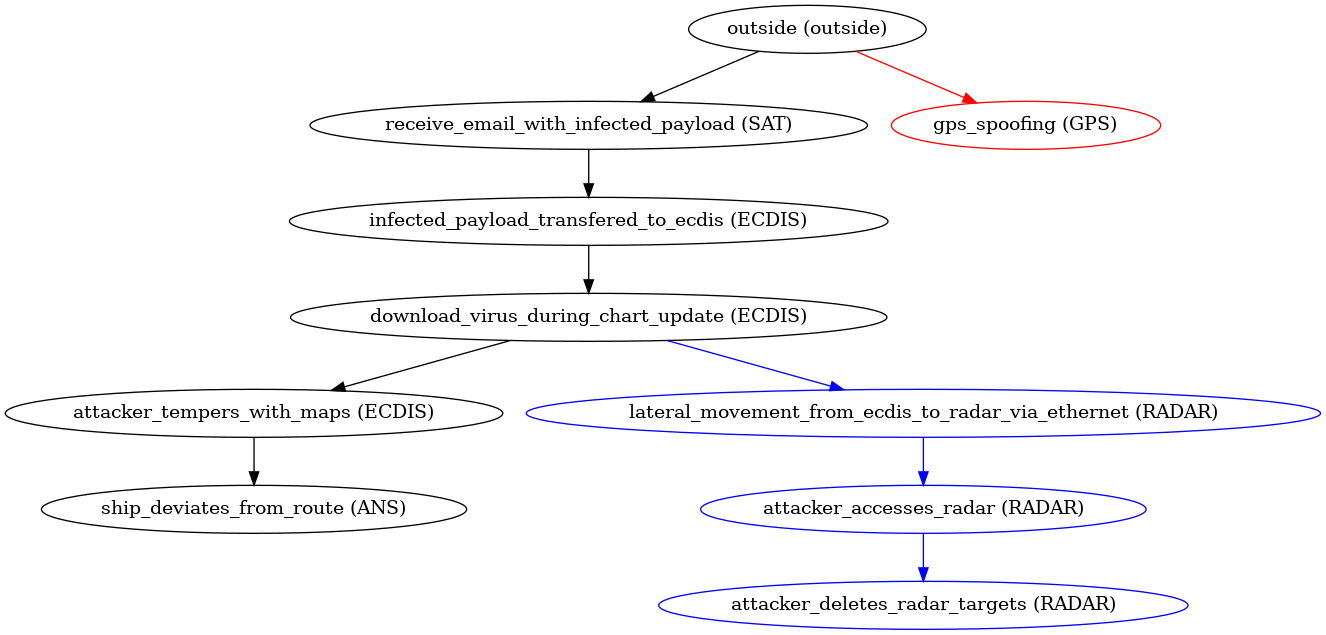 outside (outside)
receive_email_with_infected_payload (SAT)
gps_spoofing (GPS)
infected_payload_transfered_to_ecdis (ECDIS)
download_virus_during_chart_update (ECDIS)
attacker_tempers_with_maps (ECDIS)
lateral_movement_from_ecdis_to_radar_via_ethernet (RADAR)
ship_deviates_from_route (ANS)
attacker_accesses_radar (RADAR)
attacker_deletes_radar_targets (RADAR)